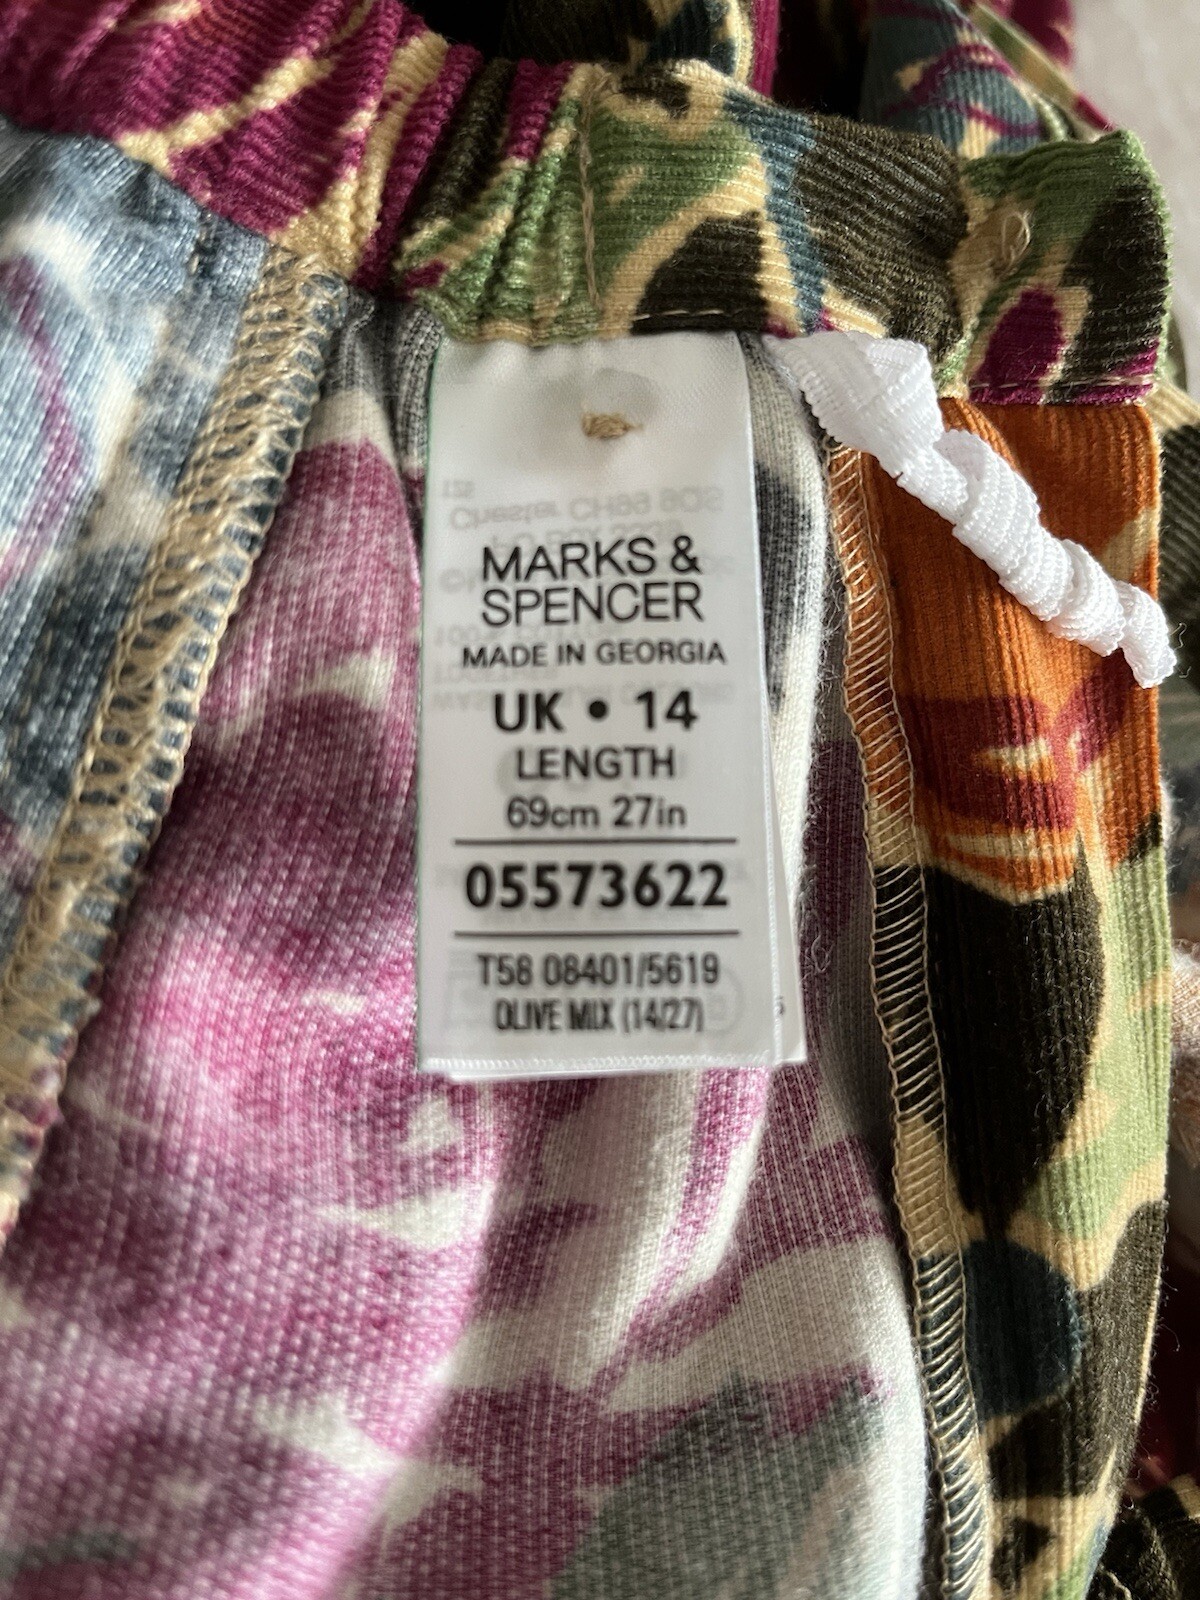 MARKS &
SPENCER
MADE IN GEORGIA
UK • 14
LENGTH
69cm 27in
05573622
T58 08401/5619
OLIVE MIX (14/27)